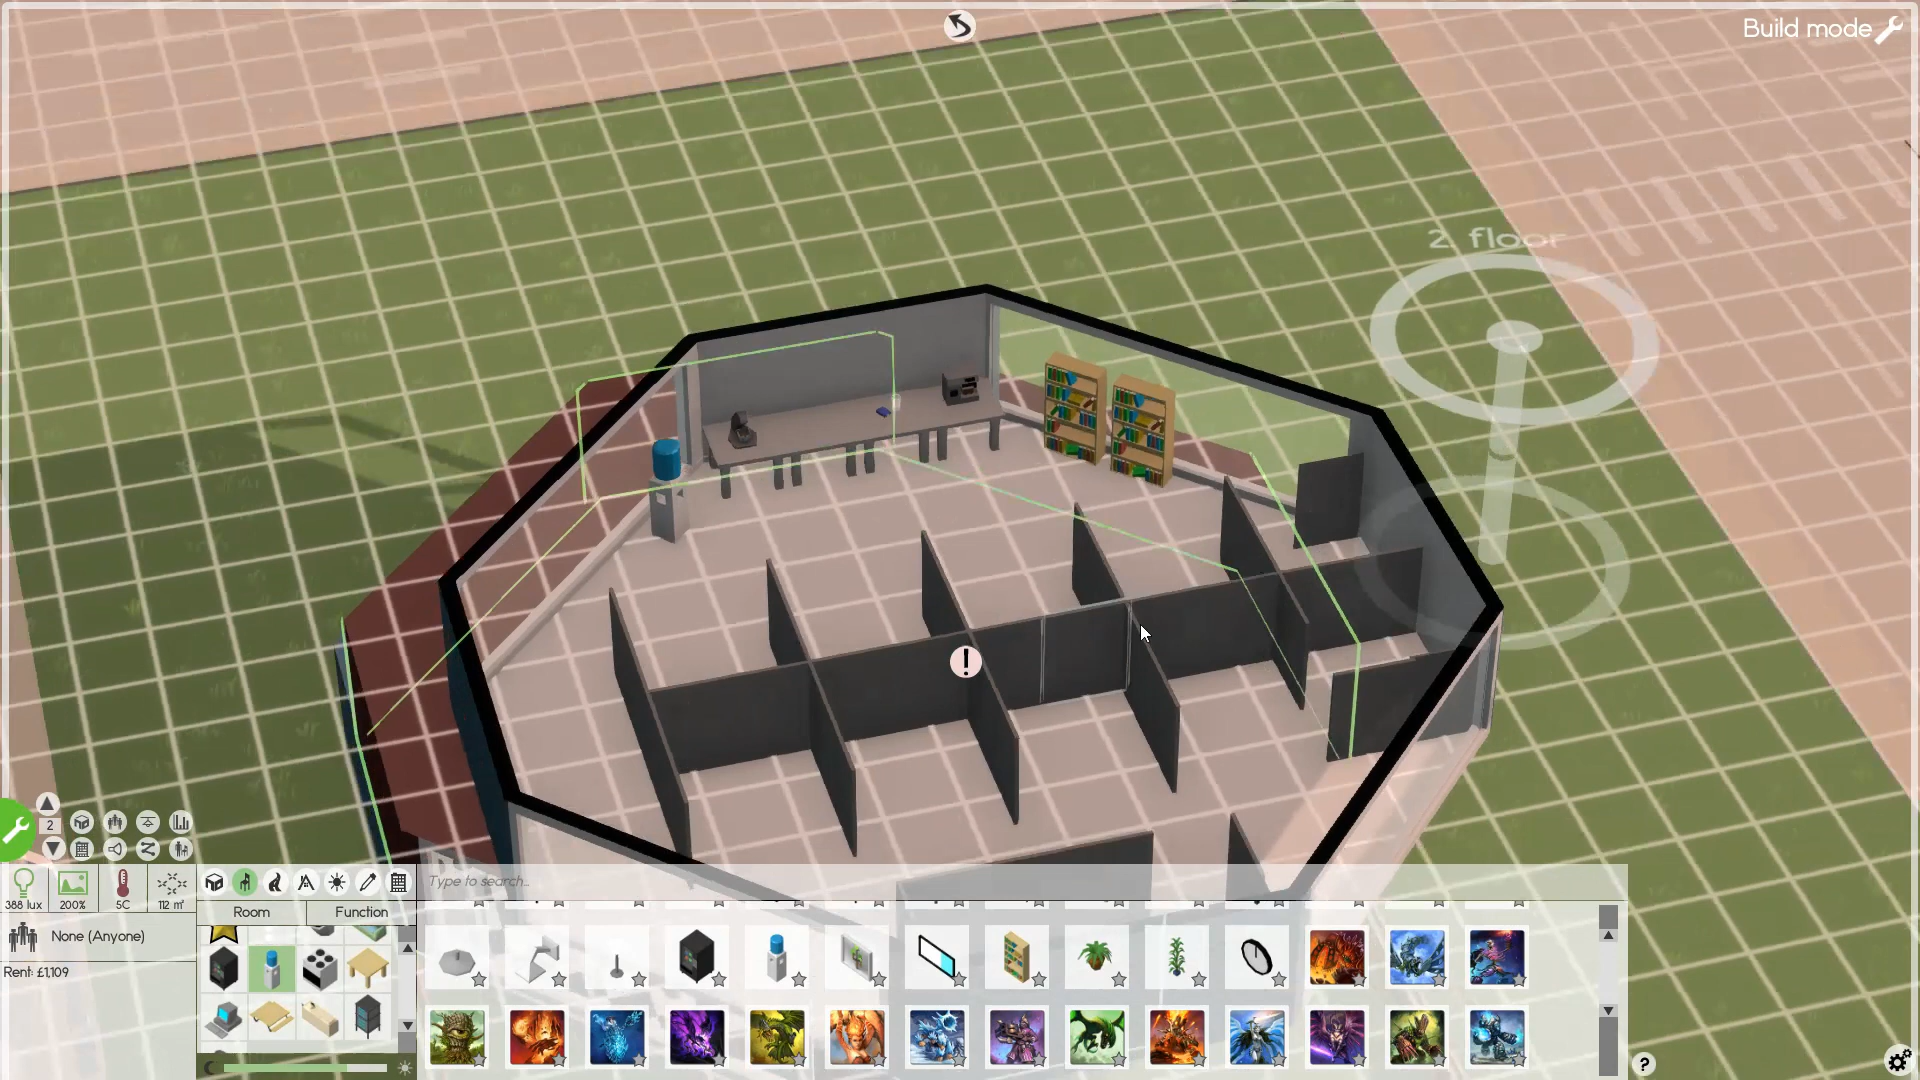 Build mode
2. floor
!
2
Type to search...
388 lux
200%
5C
112 m²
Room
Function
None (Anyone)
Rent: £1,109
?